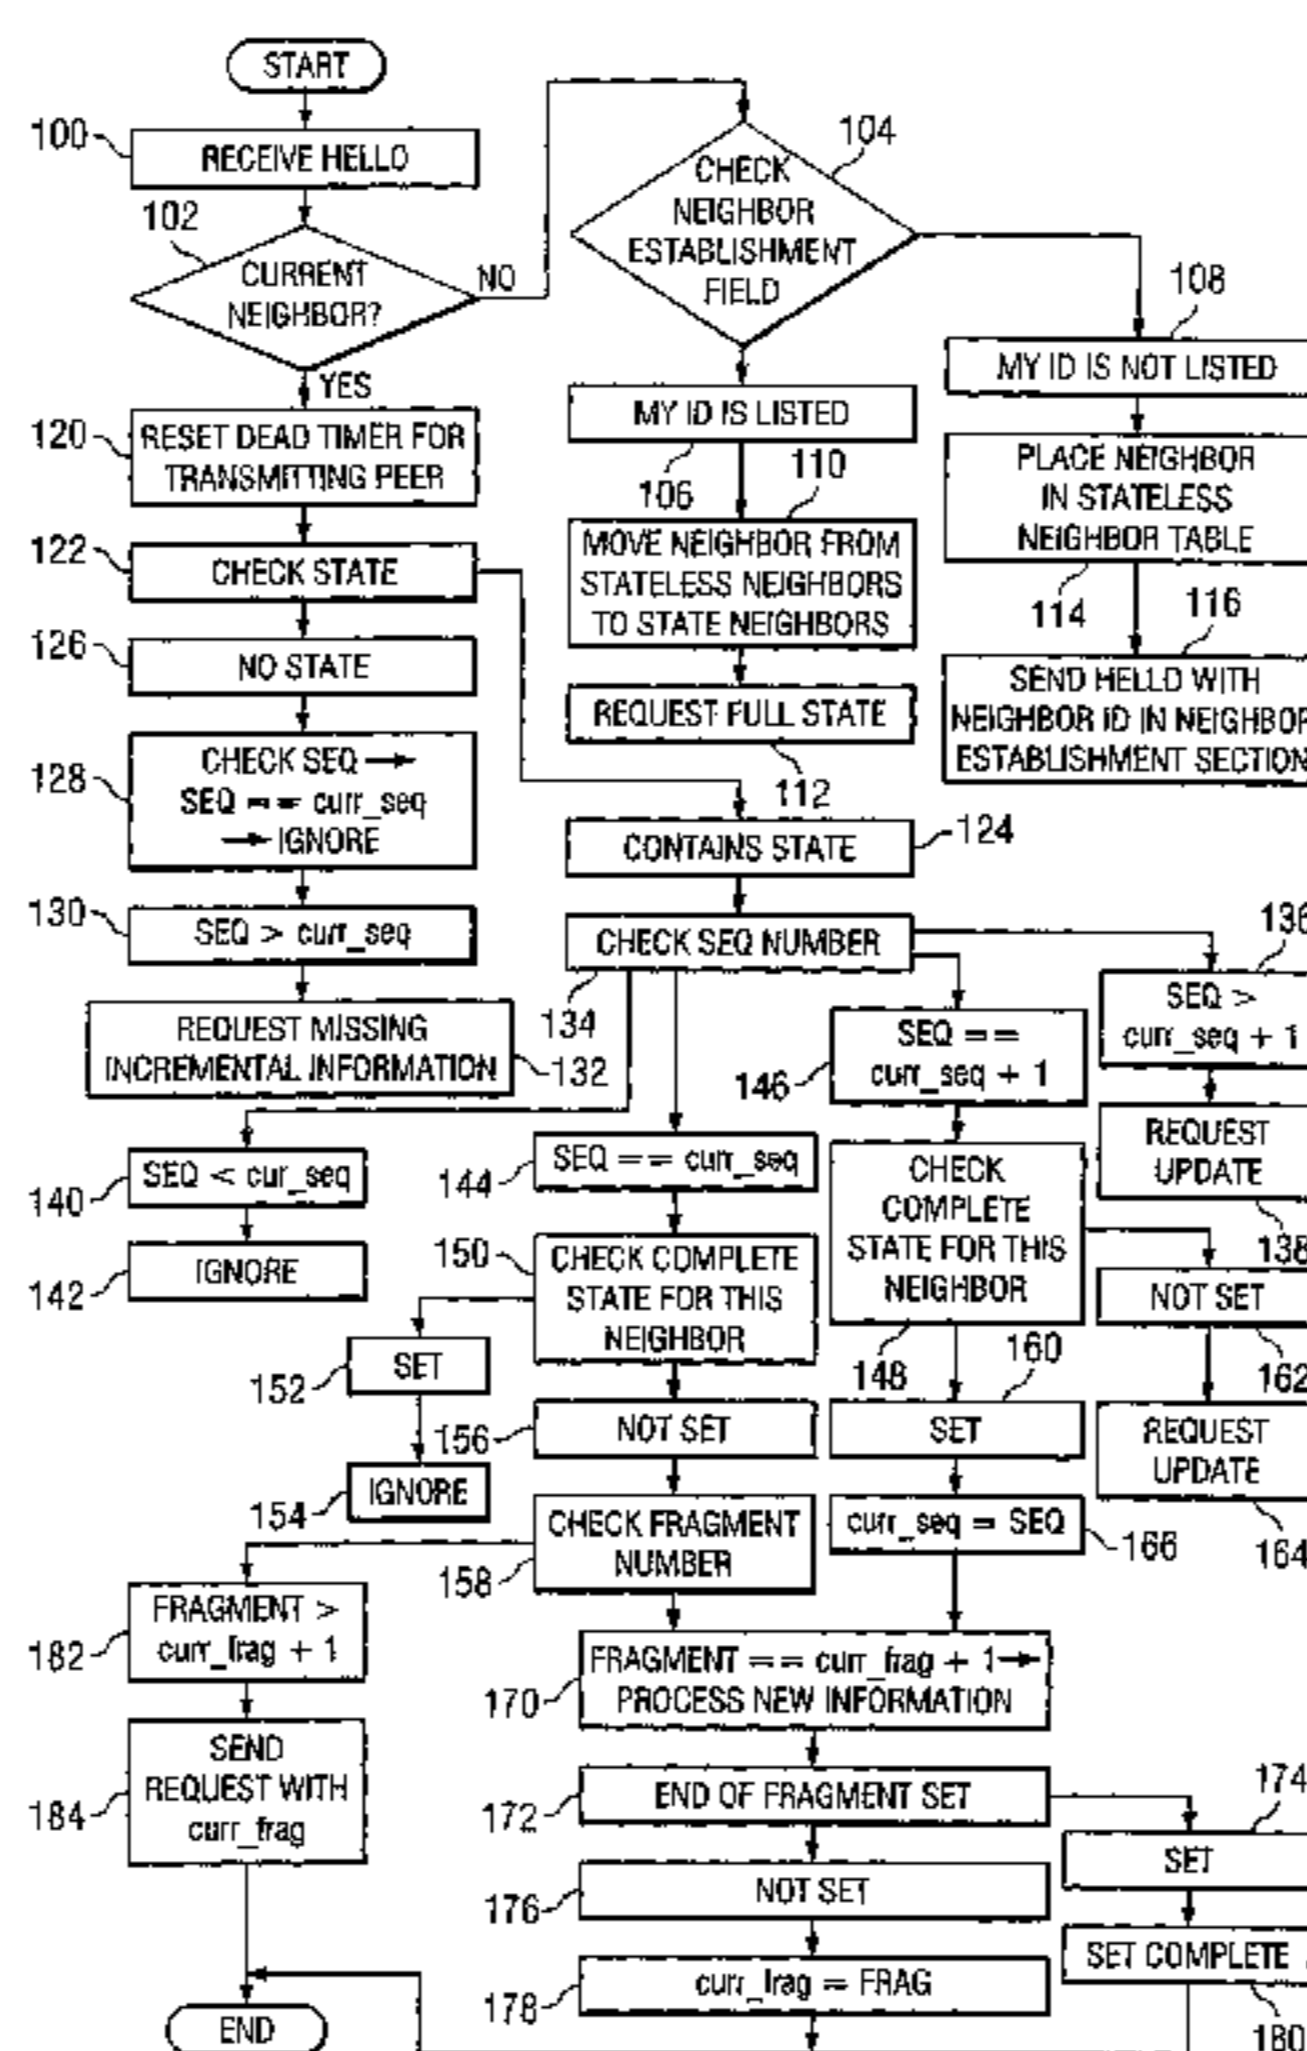 START
100
RECEIVE HELLO
102
CURRENT
NEIGHBOR?
NO
YES
104
CHECK
NEIGHBOR
ESTABLISHMENT
FIELD
108
MY ID IS NOT LISTED
MY ID IS LISTED
106
110
PLACE NEIGHBOR
IN STATELESS
NEIGHBOR TABLE
114
116
MOVE NEIGHBOR FROM
STATELESS NEIGHBORS
TO STATE NEIGHBORS
REQUEST FULL STATE
112
SEND HELLO WITH
NEIGHBOR ID IN NEIGHBOR
ESTABLISHMENT SECTION
120
RESET DEAD TIMER FOR
TRANSMITTING PEER
122
CHECK STATE
126
NO STATE
128
CHECK SEQ →
SEQ == curr_seq
→ IGNORE
130
SEQ > curr_seq
REQUEST MISSING
INCREMENTAL INFORMATION
132
CONTAINS STATE
124
CHECK SEQ NUMBER
134
136
SEQ >
curr_seq + 1
REQUEST
UPDATE
138
146
SEQ ==
curr_seq + 1
140
SEQ < cur_seq
142
IGNORE
144
SEQ == curr_seq
150
CHECK COMPLETE
STATE FOR THIS
NEIGHBOR
CHECK
COMPLETE
STATE FOR THIS
NEIGHBOR
148
160
NOT SET
162
REQUEST
UPDATE
164
152
SET
154
IGNORE
156
NOT SET
SET
curr_seq = SEQ
166
158
CHECK FRAGMENT
NUMBER
182
FRAGMENT >
curr_frag + 1
184
SEND
REQUEST WITH
curr_frag
170
FRAGMENT == curr_frag + 1→
PROCESS NEW INFORMATION
172
END OF FRAGMENT SET
174
SET
176
NOT SET
SET COMPLETE
180
178
curr_frag = FRAG
END